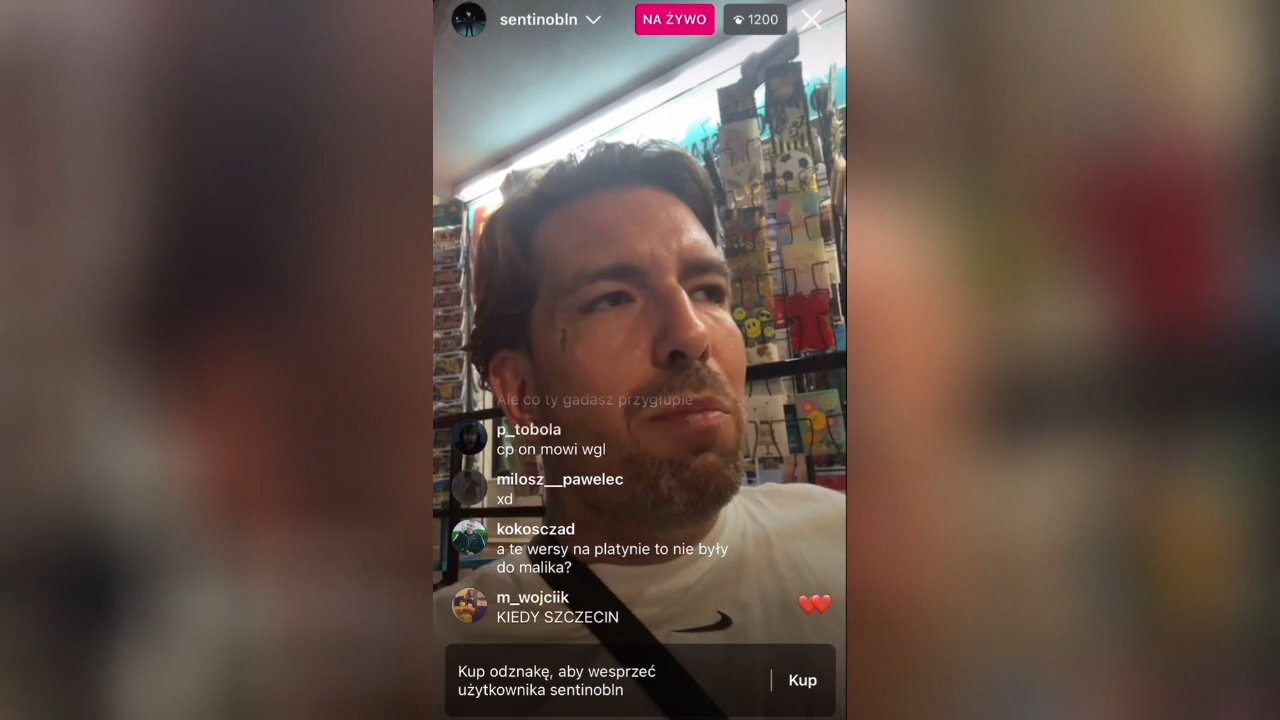 sentinobln
NA ŻYWO
1200
Ale co ty gadasz przygłupie
p_tobola
cp on mowi wgl
milosz__pawelec
xd
kokosczad
a te wersy na platynie to nie były
do malika?
m_wojciik
KIEDY SZCZECIN
Kup odznakę, aby wesprzeć
użytkownika sentinobln
Kup